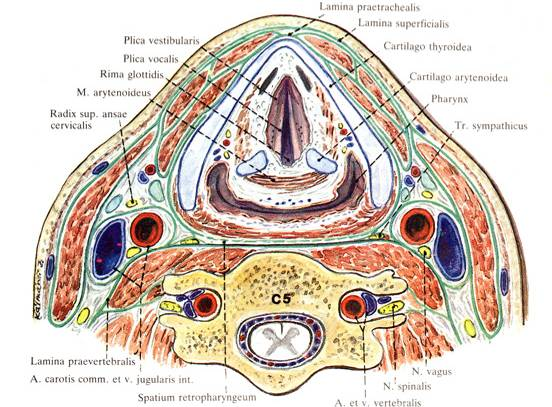 Lamina praetrachealis
Lamina superficialis
Plica vestibularis
Cartilago thyroidea
Plica vocalis
Rima glottidis
Cartilago arytenoidea
M. arytenoideus
Pharynx
Radix sup. ansae
cervicalis
Tr. sympathicus
C5
Lamina praevertebralis
N. vagus
A. carotis comm. et v. jugularis int.
N. spinalis
Spatium retropharyngeum
A. et v. vertebralis